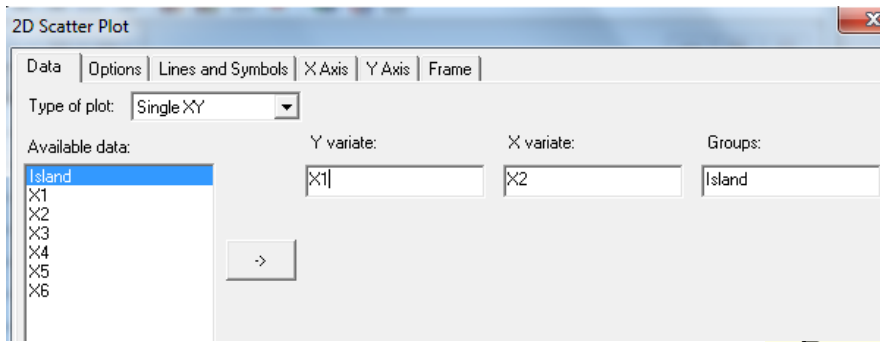 2D Scatter Plot
X
Data Options Lines and Symbols X Axis Y Axis Frame
Type of plot: Single XY
Available data: Y variate: X variate: Groups:
Island X1 X2 Island
X1
X2
X3
X4
X5
X6
->